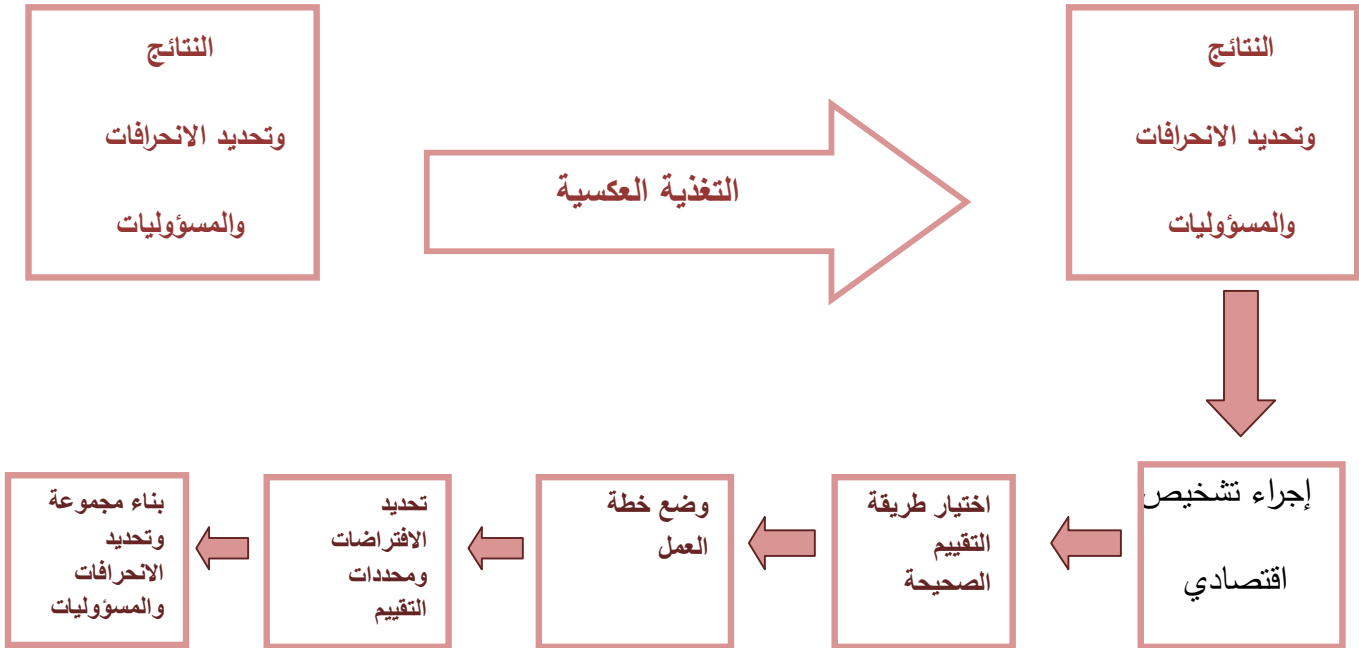 النتائج
وتحديد الانحرافات
والمسؤوليات
التغذية العكسية
النتائج
وتحديد الانحرافات
والمسؤوليات
إجراء تشخيص
اقتصادي
اختيار طريقة
التقييم
الصحيحة
وضع خطة
العمل
تحديد
الافتراضات
ومحددات
التقييم
بناء مجموعة
وتحديد
الانحرافات
والمسؤوليات